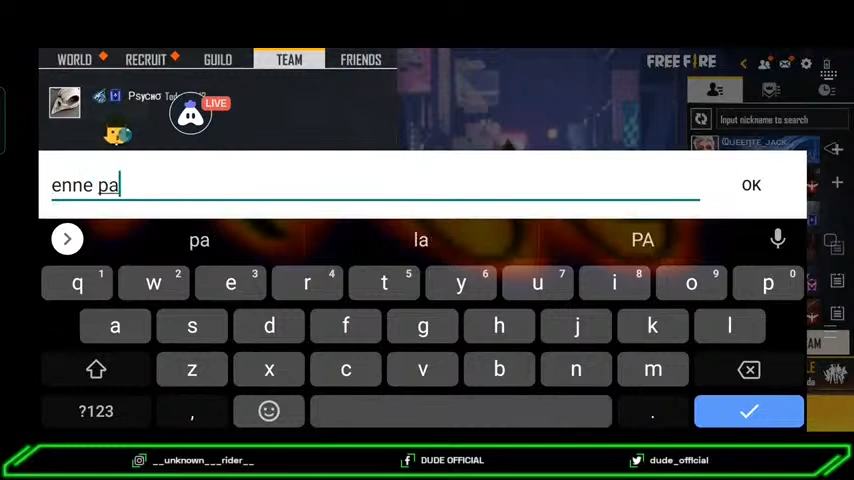 WORLD RECRUIT GUILD TEAM FRIENDS
FREE FIRE
Psycho
LIVE
Input nickname to search
enne pa
OK
pa la PA
q 1 w 2 e 3 r 4 t 5 y 6 u 7 i 8 o 9 p 0
a s d f g h j k l
z x c v b n m
?123 , .
__unknown___rider__ DUDE OFFICIAL dude_official